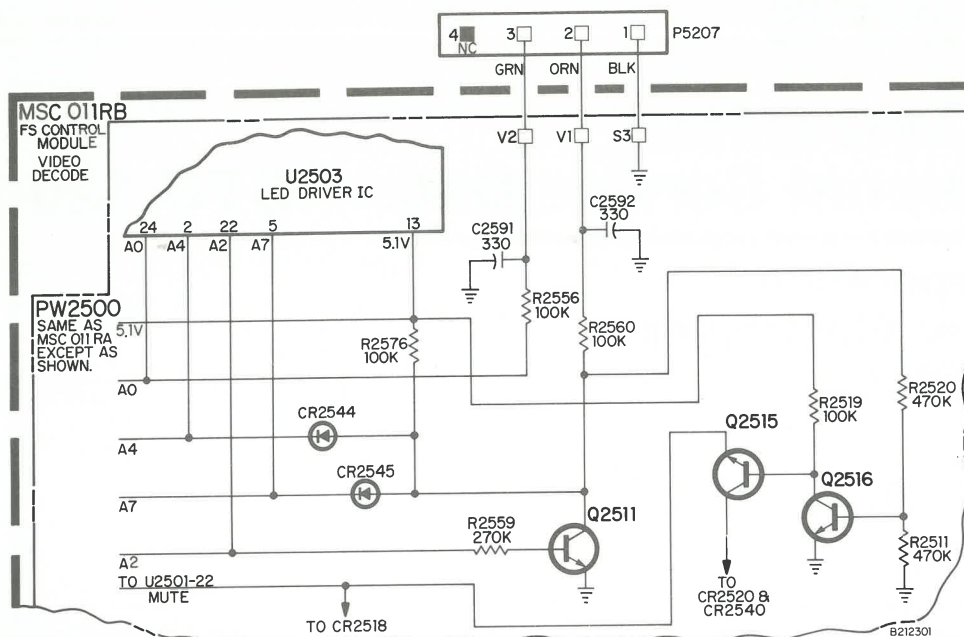 4 3 2 1 P5207
NC
GRN ORN BLK
MSC 011RB
FS CONTROL
MODULE
VIDEO
DECODE
V2 V1 S3
U2503
LED DRIVER IC
24 2 22 5 13
A0 A4 A2 A7 5.1V
C2591
330
C2592
330
PW2500
SAME AS
MSC 011RA
EXCEPT AS
SHOWN.
5.1V
R2576
100K
R2556
100K
R2560
100K
A0
R2519
100K
R2520
470K
CR2544
A4
Q2515
CR2545
A7
Q2516
R2559
270K
Q2511
A2
R2511
470K
TO U2501-22
MUTE
TO CR2518
TO
CR2520 &
CR2540
B212301